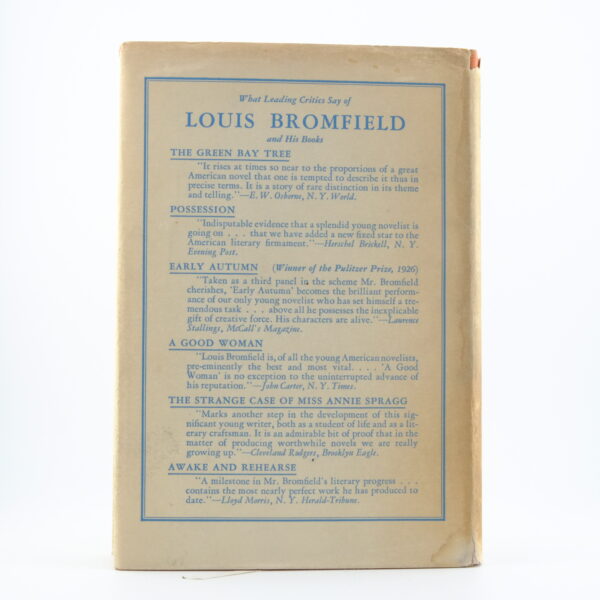 What Leading Critics Say of
LOUIS BROMFIELD
and His Books
THE GREEN BAY TREE
"It rises at times so near to the proportions of a great
American novel that one is tempted to describe it thus in
precise terms. It is a story of rare distinction in its theme
and telling."—E. W. Osborne, N. Y. World.
POSSESSION
"Indisputable evidence that a splendid young novelist is
going on . . . that we have added a new fixed star to the
American literary firmament."—Herschel Brickell, N. Y.
Evening Post.
EARLY AUTUMN (Winner of the Pulitzer Prize, 1926)
"Taken as a third panel in the scheme Mr. Bromfield
cherishes, 'Early Autumn' becomes the brilliant perform-
ance of our only young novelist who has set himself a tre-
mendous task . . . above all he possesses the inexplicable
gift of creative force. His characters are alive."—Laurence
Stallings, McCall's Magazine.
A GOOD WOMAN
"Louis Bromfield is, of all the young American novelists,
pre-eminently the best and most vital. . . . 'A Good
Woman' is no exception to the uninterrupted advance of
his reputation."—John Carter, N. Y. Times.
THE STRANGE CASE OF MISS ANNIE SPRAGG
"Marks another step in the development of this sig-
nificant young writer, both as a student of life and as a lit-
erary craftsman. It is an admirable bit of proof that in the
matter of producing worthwhile novels we are really
growing up."—Cleveland Rodgers, Brooklyn Eagle.
AWAKE AND REHEARSE
"A milestone in Mr. Bromfield's literary progress . . .
contains the most nearly perfect work he has produced to
date."—Lloyd Morris, N. Y. Herald-Tribune.